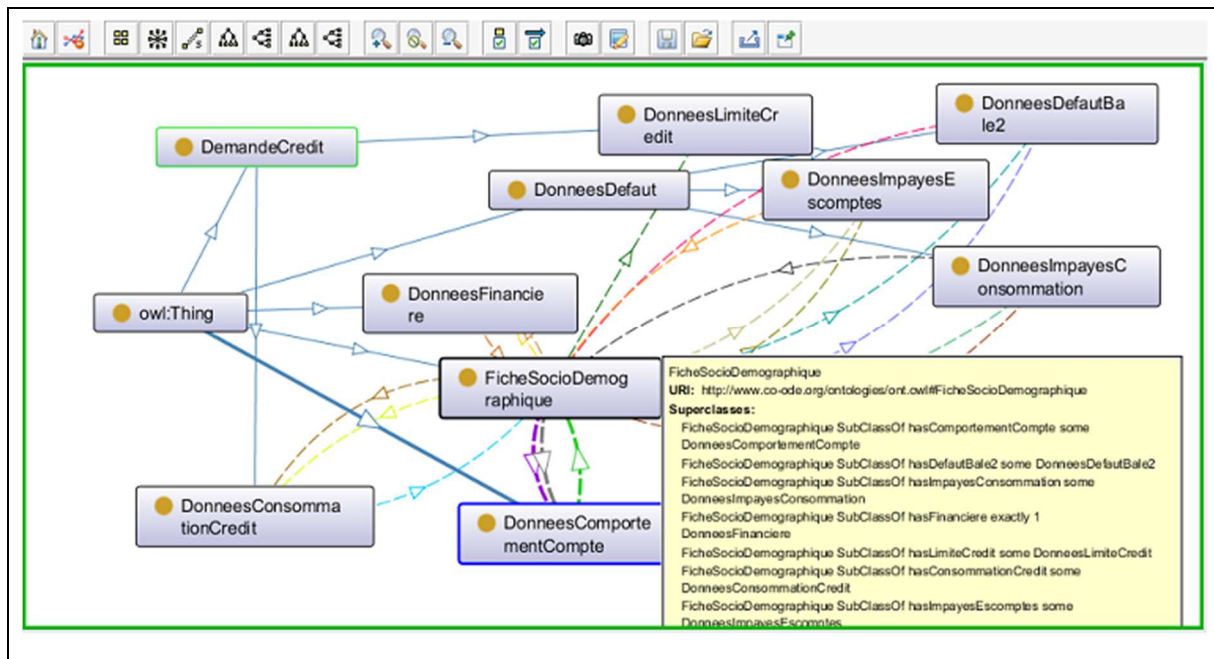 DonneesLimiteCr
edit
DonneesDefautBa
le2
DemandeCredit
DonneesDefaut
DonneesImpayesE
scomptes
DonneesImpayesC
onsommation
owl:Thing
DonneesFinancie
re
FicheSocioDemog
raphique
DonneesConsomma
tionCredit
DonneesComporte
mentCompte
FicheSocioDemographique
URI: http://www.co-ode.org/ontologies/ont.owl#FicheSocioDemographique
Superclasses:
FicheSocioDemographique SubClassOf hasComportementCompte some
DonneesComportementCompte
FicheSocioDemographique SubClassOf hasDefautBale2 some DonneesDefautBale2
FicheSocioDemographique SubClassOf hasImpayesConsommation some
DonneesImpayesConsommation
FicheSocioDemographique SubClassOf hasFinanciere exactly 1
DonneesFinanciere
FicheSocioDemographique SubClassOf hasLimiteCredit some DonneesLimiteCredit
FicheSocioDemographique SubClassOf hasConsommationCredit some
DonneesConsommationCredit
FicheSocioDemographique SubClassOf hasImpayesEscomptes some
DonneesImpayesEscomptes